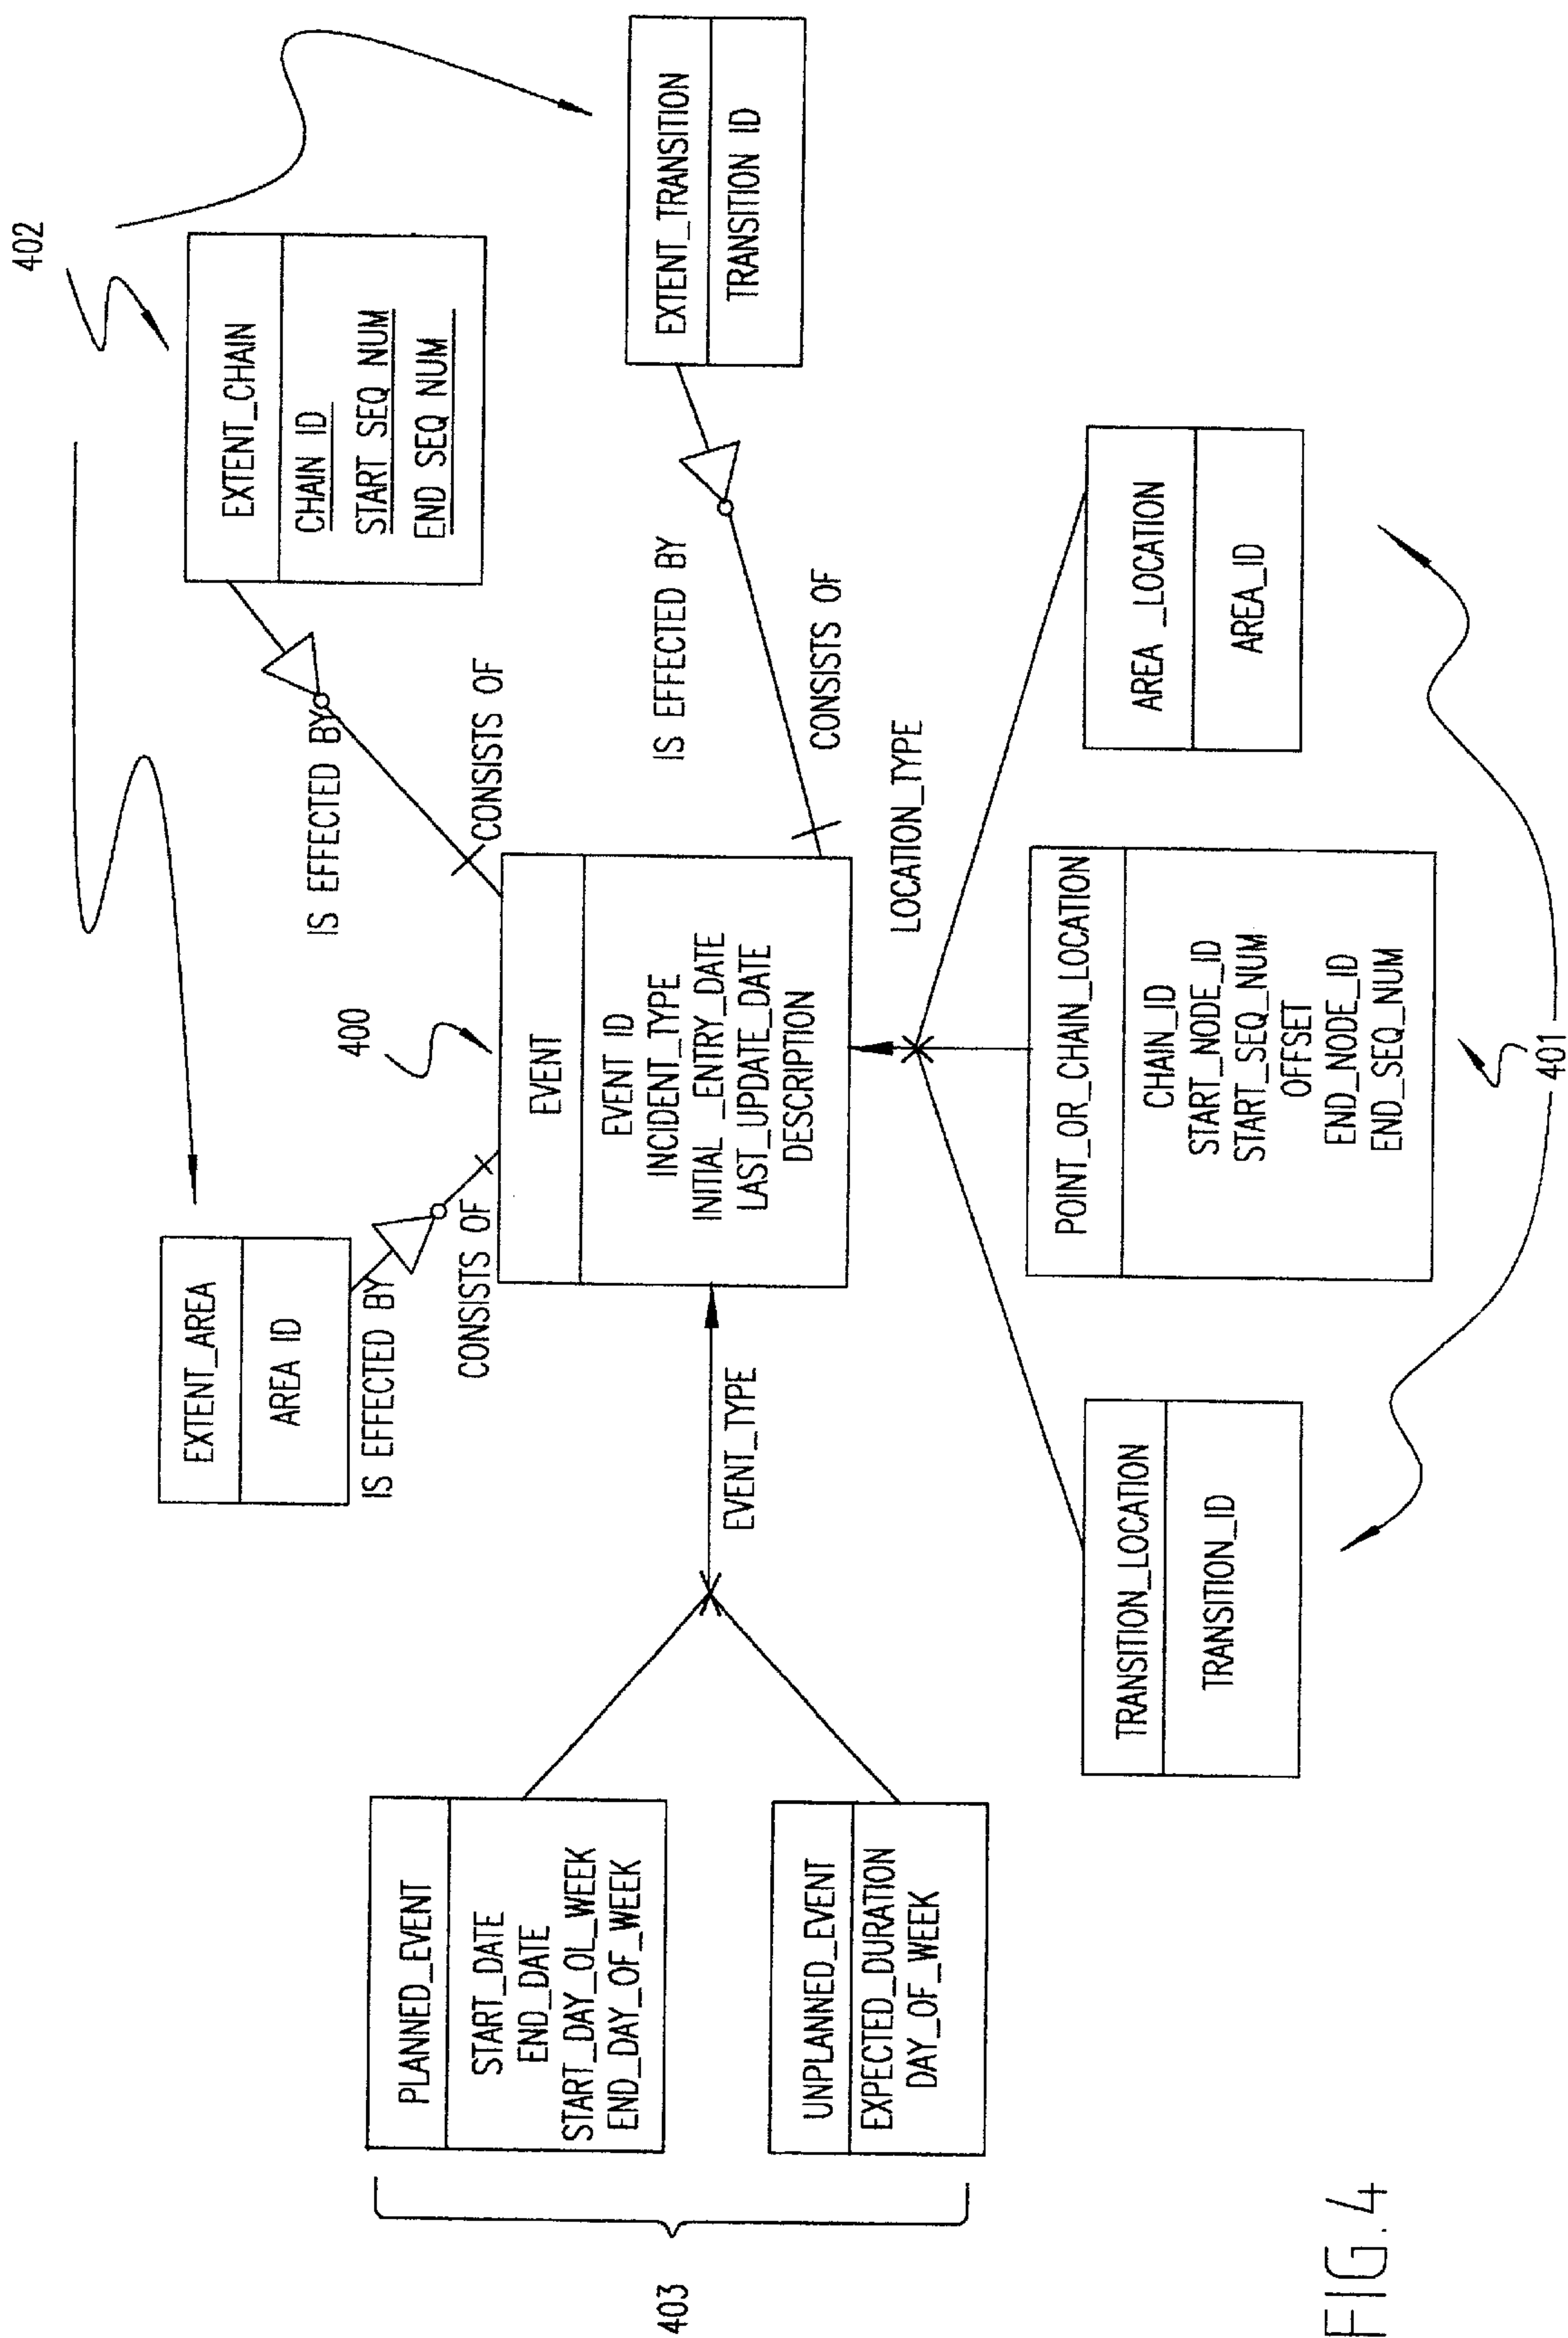 402
EXTENT_AREA
AREA ID
IS EFFECTED BY
CONSISTS OF
EXTENT_CHAIN
CHAIN ID
START SEQ NUM
END SEQ NUM
IS EFFECTED BY
CONSISTS OF
400
EXTENT_TRANSITION
TRANSITION ID
IS EFFECTED BY
CONSISTS OF
403
PLANNED_EVENT
START_DATE
END_DATE
START_DAY_OL_WEEK
END_DAY_OF_WEEK
UNPLANNED_EVENT
EXPECTED_DURATION
DAY_OF_WEEK
EVENT_TYPE
EVENT
EVENT ID
INCIDENT_TYPE
INITIAL _ENTRY_DATE
LAST_UPDATE_DATE
DESCRIPTION
LOCATION_TYPE
TRANSITION_LOCATION
TRANSITION_ID
POINT_OR_CHAIN_LOCATION
CHAIN_ID
START_NODE_ID
START_SEQ_NUM
OFFSET
END_NODE_ID
END_SEQ_NUM
AREA _LOCATION
AREA_ID
401
FIG.4